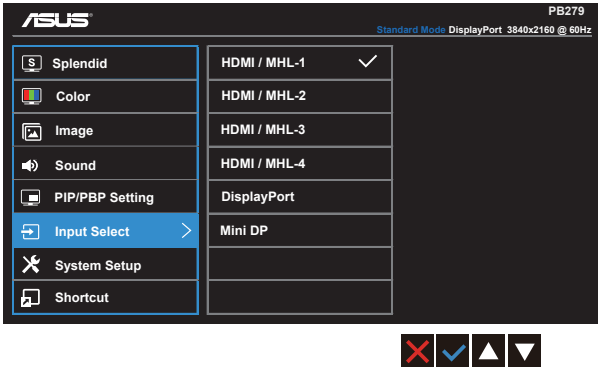 PB279
ASUS
Standard Mode DisplayPort 3840x2160 @ 60Hz
S Splendid
Color
Image
Sound
PIP/PBP Setting
Input Select
System Setup
Shortcut
HDMI / MHL-1
HDMI / MHL-2
HDMI / MHL-3
HDMI / MHL-4
DisplayPort
Mini DP